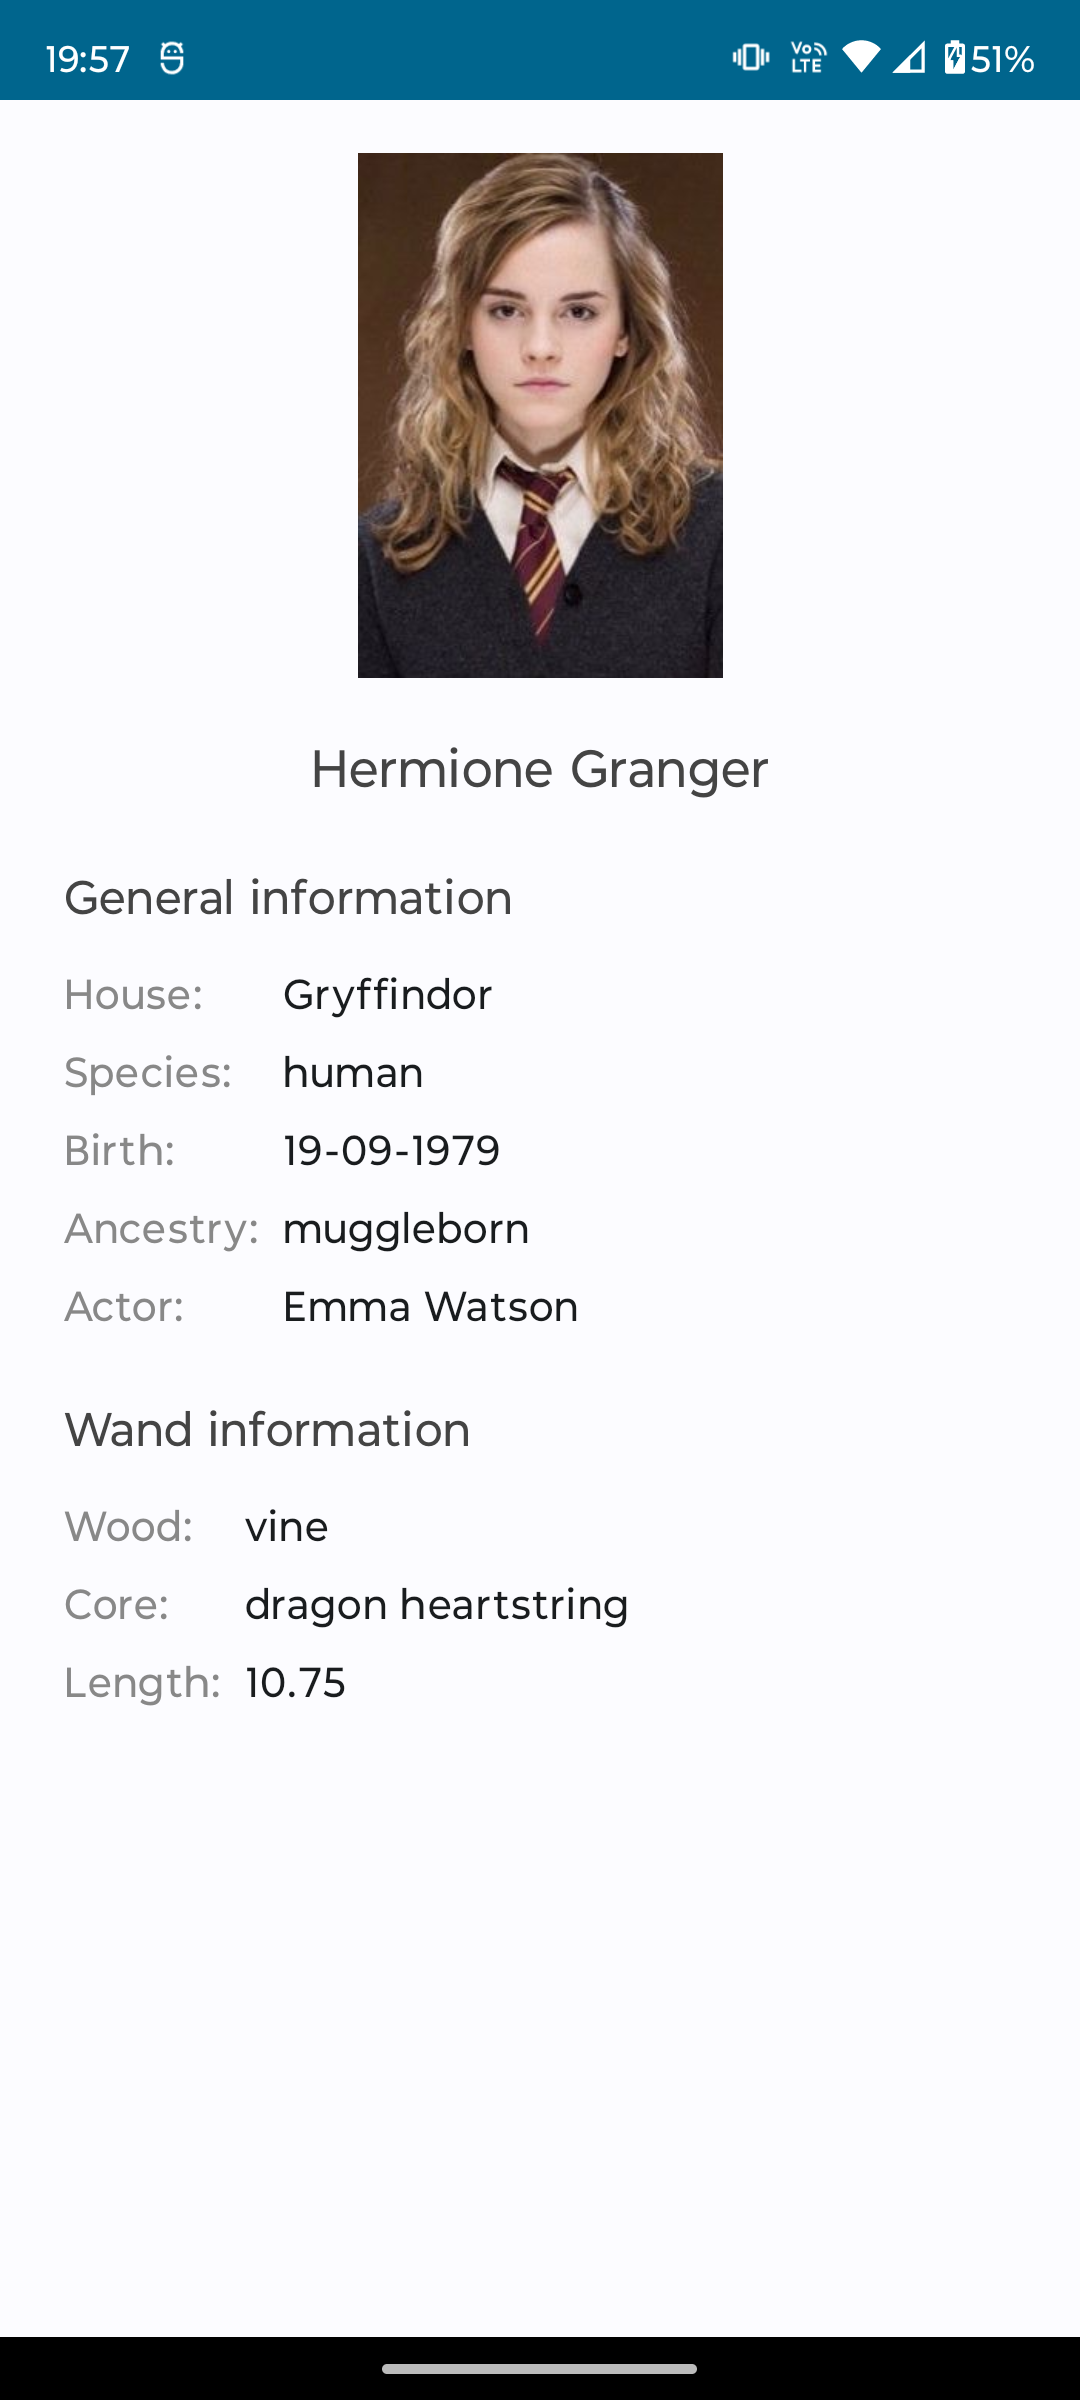 19:57 Vo LTE 51%
Hermione Granger
General information
House: Gryffindor
Species: human
Birth: 19-09-1979
Ancestry: muggleborn
Actor: Emma Watson
Wand information
Wood: vine
Core: dragon heartstring
Length: 10.75